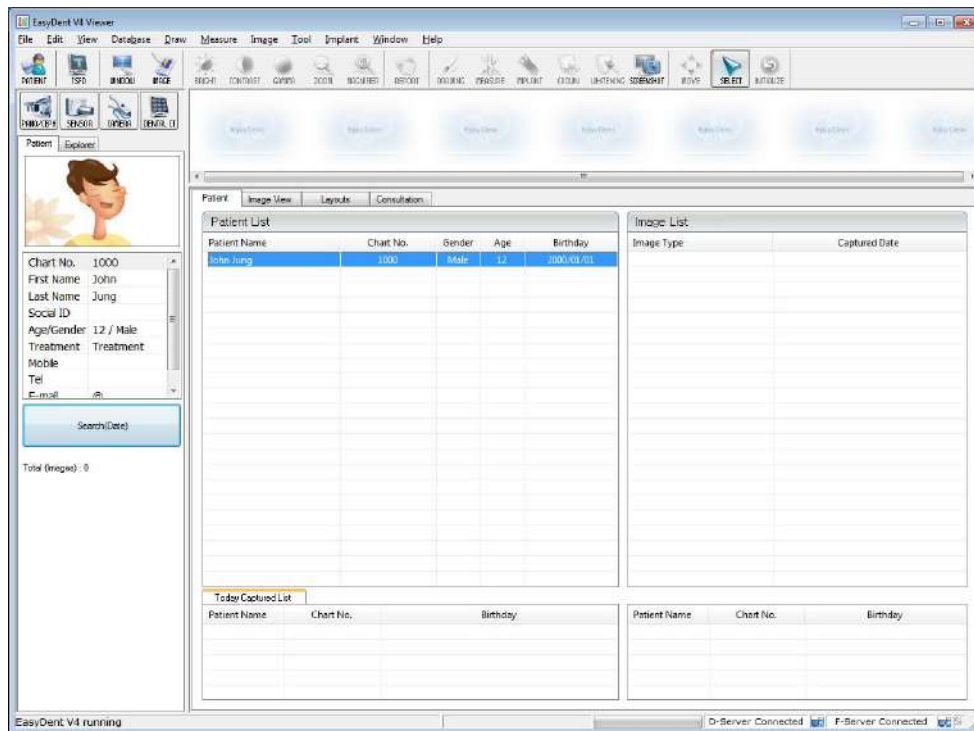 EasyDent V4 Viewer
File Edit View Database Draw Measure Image Tool Implant Window Help
PATIENT TSPD WINDOW IMAGE BRIGHT CONTRAST GAMMA ZOOM MAGNIFIER REPORT DRAWING MEASURE IMPLANT CROWN WHITENING SCREENSHOT MOVE SELECT INITIALIZE
PANO/CEPH SENSOR CAMERA DENTAL CT
Patient Explorer
Patient Image View Layouts Consultation
Patient List Image List
Patient Name Chart No. Gender Age Birthday Image Type Captured Date
John Jung 1000 Male 12 2000/01/01
Chart No. 1000
First Name John
Last Name Jung
Social ID
Age/Gender 12 / Male
Treatment Treatment
Mobile
Tel
E-mail @
Search(Date)
Total (Images) : 0
Today Captured List
Patient Name Chart No. Birthday Patient Name Chart No. Birthday
EasyDent V4 running D-Server Connected F-Server Connected